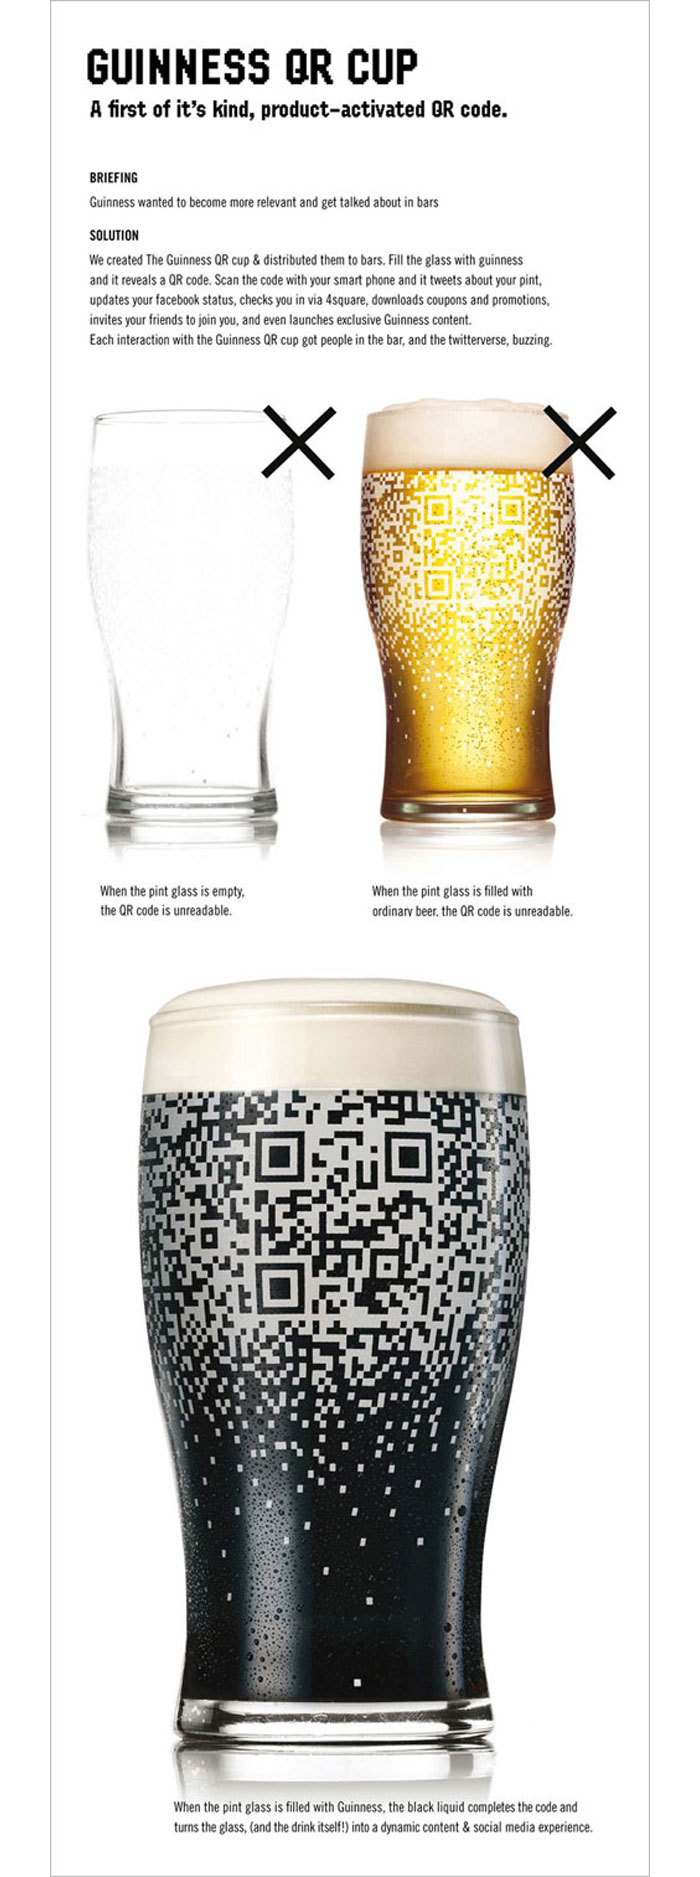 GUINNESS QR CUP
A first of it's kind, product-activated QR code.
BRIEFING
Guinness wanted to become more relevant and get talked about in bars
SOLUTION
We created The Guinness QR cup & distributed them to bars. Fill the glass with guinness
and it reveals a QR code. Scan the code with your smart phone and it tweets about your pint,
updates your facebook status, checks you in via 4square, downloads coupons and promotions,
invites your friends to join you, and even launches exclusive Guinness content.
Each interaction with the Guinness QR cup got people in the bar, and the twitterverse, buzzing.
When the pint glass is empty,
the QR code is unreadable.
When the pint glass is filled with
ordinary beer. the QR code is unreadable.
When the pint glass is filled with Guinness, the black liquid completes the code and
turns the glass, (and the drink itself!) into a dynamic content & social media experience.